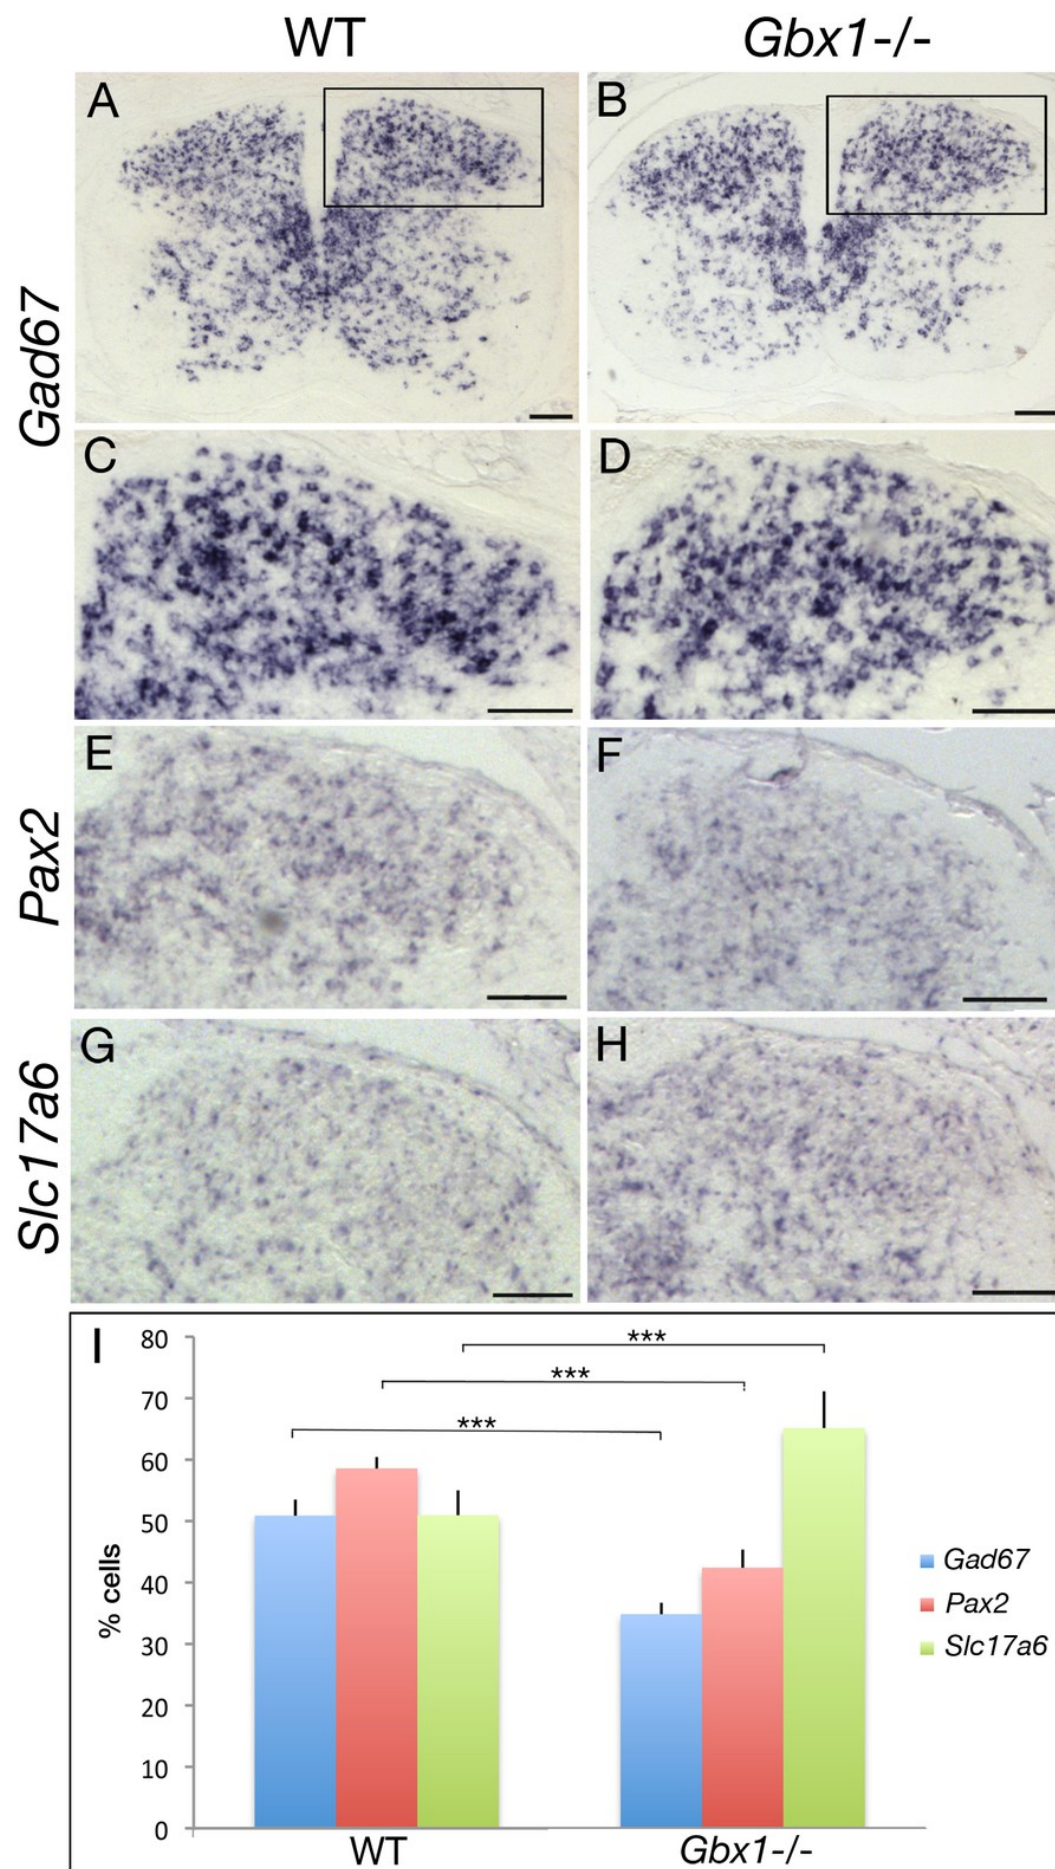 WT
Gbx1-/-
A
B
Gad67
C
D
E
F
Pax2
G
H
Slc17a6
I
80
70
60
50
40
30
20
10
0
% cells
***
***
***
Gad67
Pax2
Slc17a6
WT
Gbx1-/-